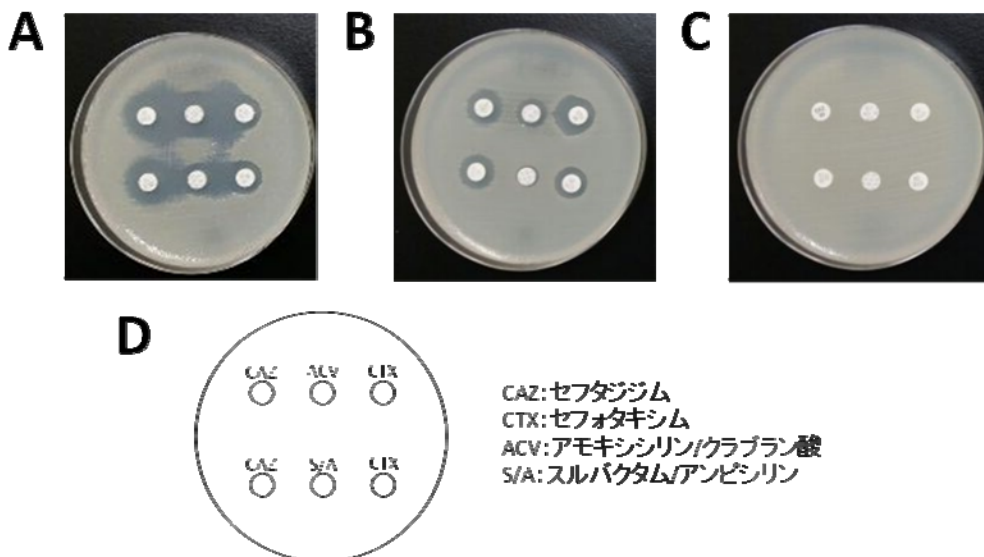 A
B
C
D
CAZ ACV CTX
CAZ S/A CTX
CAZ:セフタジジム
CTX:セフォタキシム
ACV:アモキシシリン/クラブラン酸
S/A:スルバクタム/アンピシリン